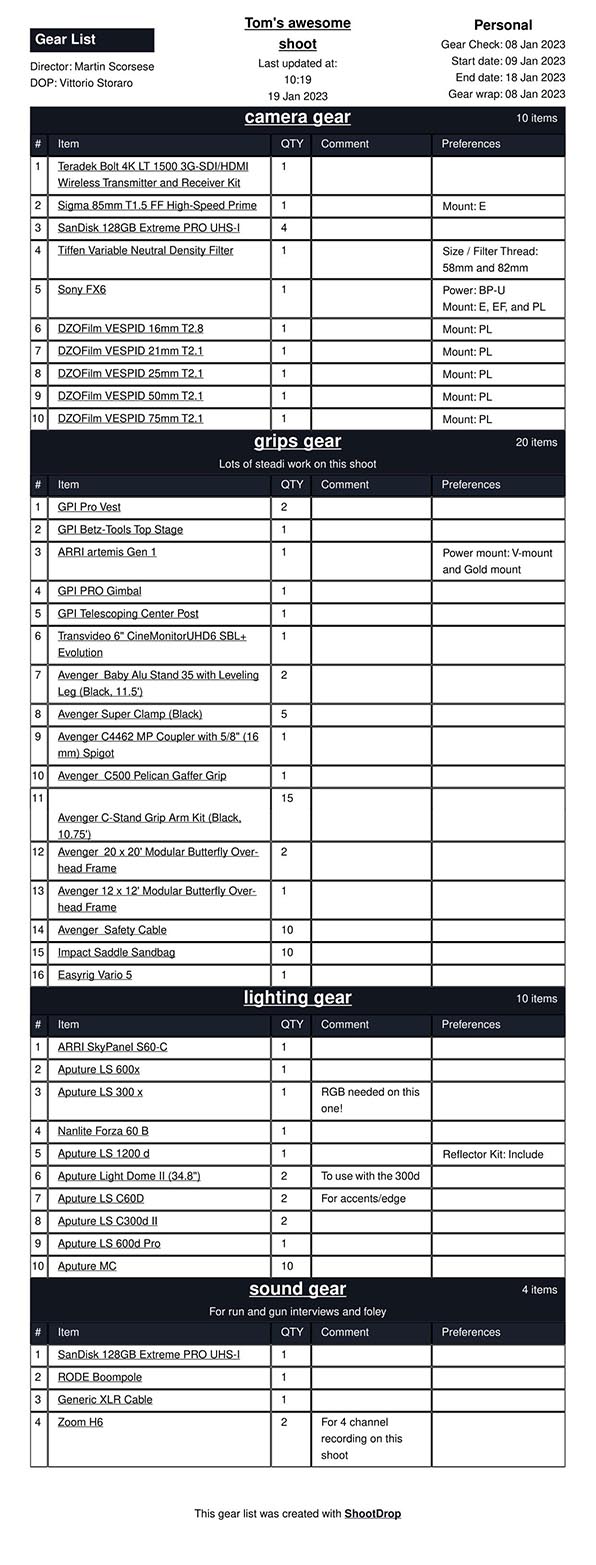 Gear List
Director: Martin Scorsese
DOP: Vittorio Storaro
Tom's awesome
shoot
Last updated at:
10:19
19 Jan 2023
Personal
Gear Check: 08 Jan 2023
Start date: 09 Jan 2023
End date: 18 Jan 2023
Gear wrap: 08 Jan 2023
camera gear 10 items
# Item QTY Comment Preferences
1 Teradek Bolt 4K LT 1500 3G-SDI/HDMI 1
Wireless Transmitter and Receiver Kit
2 Sigma 85mm T1.5 FF High-Speed Prime 1 Mount: E
3 SanDisk 128GB Extreme PRO UHS-I 4
4 Tiffen Variable Neutral Density Filter 1 Size / Filter Thread:
58mm and 82mm
5 Sony FX6 1 Power: BP-U
Mount: E, EF, and PL
6 DZOFilm VESPID 16mm T2.8 1 Mount: PL
7 DZOFilm VESPID 21mm T2.1 1 Mount: PL
8 DZOFilm VESPID 25mm T2.1 1 Mount: PL
9 DZOFilm VESPID 50mm T2.1 1 Mount: PL
10 DZOFilm VESPID 75mm T2.1 1 Mount: PL
grips gear 20 items
Lots of steadi work on this shoot
# Item QTY Comment Preferences
1 GPI Pro Vest 2
2 GPI Betz-Tools Top Stage 1
3 ARRI artemis Gen 1 1 Power mount: V-mount
and Gold mount
4 GPI PRO Gimbal 1
5 GPI Telescoping Center Post 1
6 Transvideo 6" CineMonitorUHD6 SBL+ 1
Evolution
7 Avenger Baby Alu Stand 35 with Leveling 2
Leg (Black, 11.5')
8 Avenger Super Clamp (Black) 5
9 Avenger C4462 MP Coupler with 5/8" (16 1
mm) Spigot
10 Avenger C500 Pelican Gaffer Grip 1
11 15
Avenger C-Stand Grip Arm Kit (Black,
10.75')
12 Avenger 20 x 20' Modular Butterfly Over- 2
head Frame
13 Avenger 12 x 12' Modular Butterfly Over- 1
head Frame
14 Avenger Safety Cable 10
15 Impact Saddle Sandbag 10
16 Easyrig Vario 5 1
lighting gear 10 items
# Item QTY Comment Preferences
1 ARRI SkyPanel S60-C 1
2 Aputure LS 600x 1
3 Aputure LS 300 x 1 RGB needed on this
one!
4 Nanlite Forza 60 B 1
5 Aputure LS 1200 d 1 Reflector Kit: Include
6 Aputure Light Dome II (34.8") 2 To use with the 300d
7 Aputure LS C60D 2 For accents/edge
8 Aputure LS C300d II 2
9 Aputure LS 600d Pro 1
10 Aputure MC 10
sound gear 4 items
For run and gun interviews and foley
# Item QTY Comment Preferences
1 SanDisk 128GB Extreme PRO UHS-I 1
2 RODE Boompole 1
3 Generic XLR Cable 1
4 Zoom H6 2 For 4 channel
recording on this
shoot
This gear list was created with ShootDrop